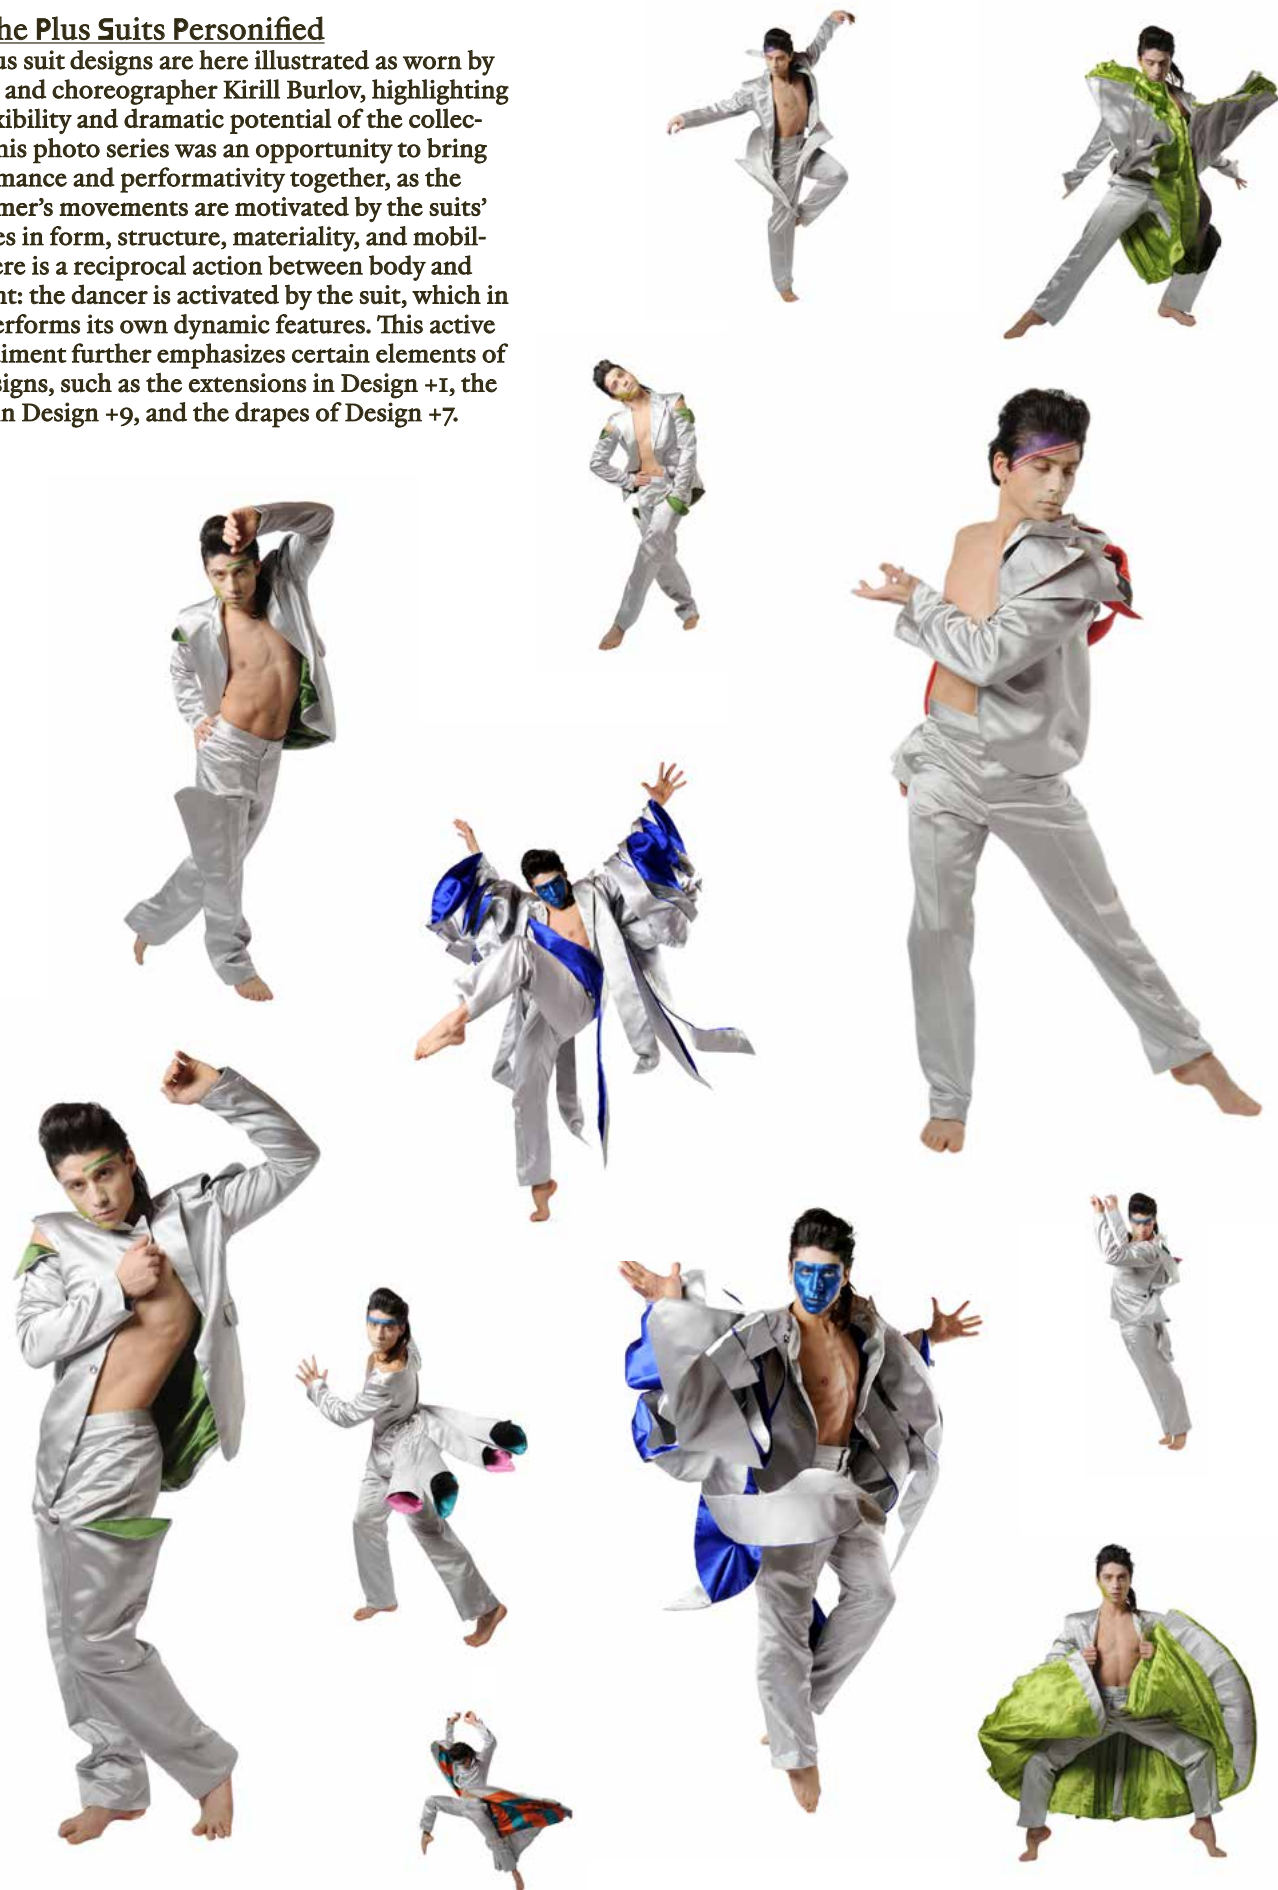 he Plus Suits Personified
us suit designs are here illustrated as worn by
and choreographer Kirill Burlov, highlighting
xibility and dramatic potential of the collec-
his photo series was an opportunity to bring
mance and performativity together, as the
mer’s movements are motivated by the suits’
es in form, structure, materiality, and mobil-
ere is a reciprocal action between body and
nt: the dancer is activated by the suit, which in
erforms its own dynamic features. This active
iment further emphasizes certain elements of
signs, such as the extensions in Design +1, the
in Design +9, and the drapes of Design +7.